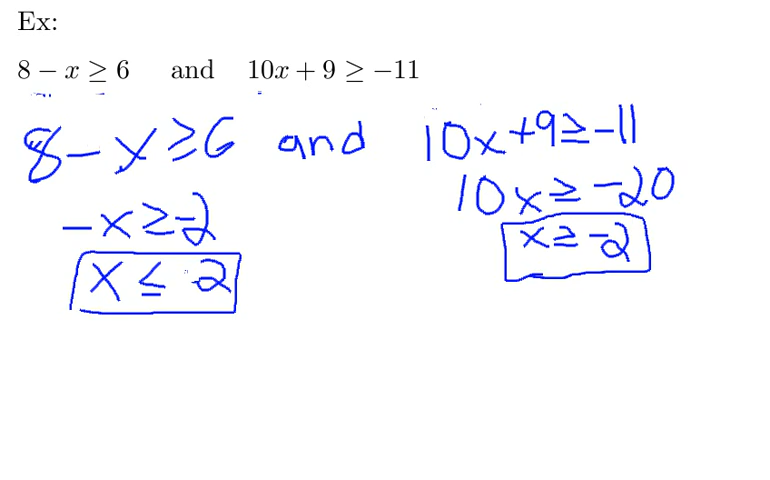 Ex:
8 − x ≥ 6 and 10x + 9 ≥ −11
8 − x ≥ 6 and 10x + 9 ≥ −11
10x ≥ −20
−x ≥ −2
x ≥ −2
x ≤ 2